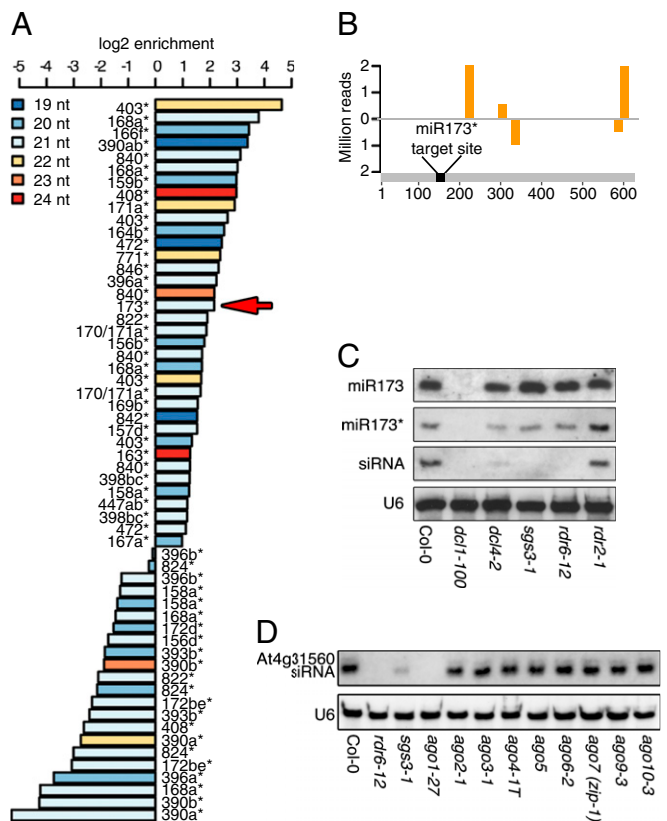 A
log2 enrichment
-5 -4 -3 -2 -1 0 1 2 3 4 5
19 nt
20 nt
21 nt
22 nt
23 nt
24 nt
403*
168a*
166f*
390ab*
840*
168a*
159b*
408*
171a*
403*
164b*
472*
771*
846*
396a*
840*
173*
822*
170/171a*
156b*
840*
168a*
403*
170/171a*
169b*
842*
157d*
403*
163*
840*
398bc*
158a*
447ab*
398bc*
472*
167a*
396b*
824*
396b*
158a*
158a*
168a*
172d*
156d*
393b*
390b*
822*
824*
172be*
393b*
408*
390a*
824*
172be*
396a*
168a*
390b*
390a*
B
Million reads
2
1
0
1
2
miR173*
target site
1 100 200 300 400 500 600
C
miR173
miR173*
siRNA
U6
Col-0
dcl1-100
dcl4-2
sgs3-1
rdr6-12
rdr2-1
D
At4g31560
siRNA
U6
Col-0
rdr6-12
sgs3-1
ago1-27
ago2-1
ago3-1
ago4-1T
ago5
ago6-2
ago7 (zip-1)
ago9-3
ago10-3